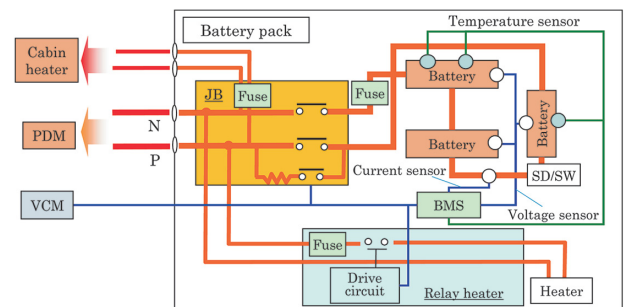 Battery pack
Temperature sensor
Cabin
heater
JB
Fuse
Fuse
Battery
Battery
Battery
N
PDM
P
Current sensor
SD/SW
VCM
BMS
Voltage sensor
Fuse
Drive
circuit
Relay heater
Heater